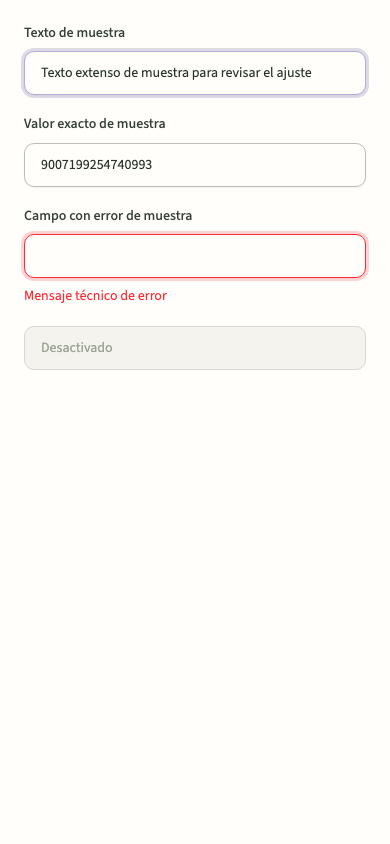 Texto de muestra
Texto extenso de muestra para revisar el ajuste
Valor exacto de muestra
9007199254740993
Campo con error de muestra
Mensaje técnico de error
Desactivado